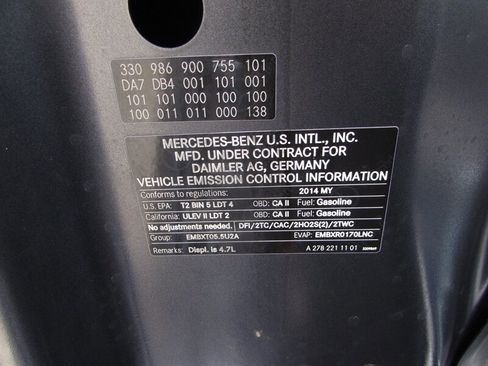 330 986 900 755 101
DA7 DB4 001 101 001
101 101 000 100 100
100 011 011 000 138
MERCEDES-BENZ U.S. INTL., INC.
MFD. UNDER CONTRACT FOR
DAIMLER AG, GERMANY
VEHICLE EMISSION CONTROL INFORMATION
Conforms to regulations: 2014 MY
U.S. EPA: T2 BIN 5 LDT 4 OBD: CA II Fuel: Gasoline
California: ULEV II LDT 2 OBD: CA II Fuel: Gasoline
No adjustments needed. DFI/2TC/CAC/2HO2S(2)/2TWC
Group: EMBXT05.5U2A EVAP: EMBXR0170LNC
Remarks: Displ. is 4.7L A 278 221 11 01